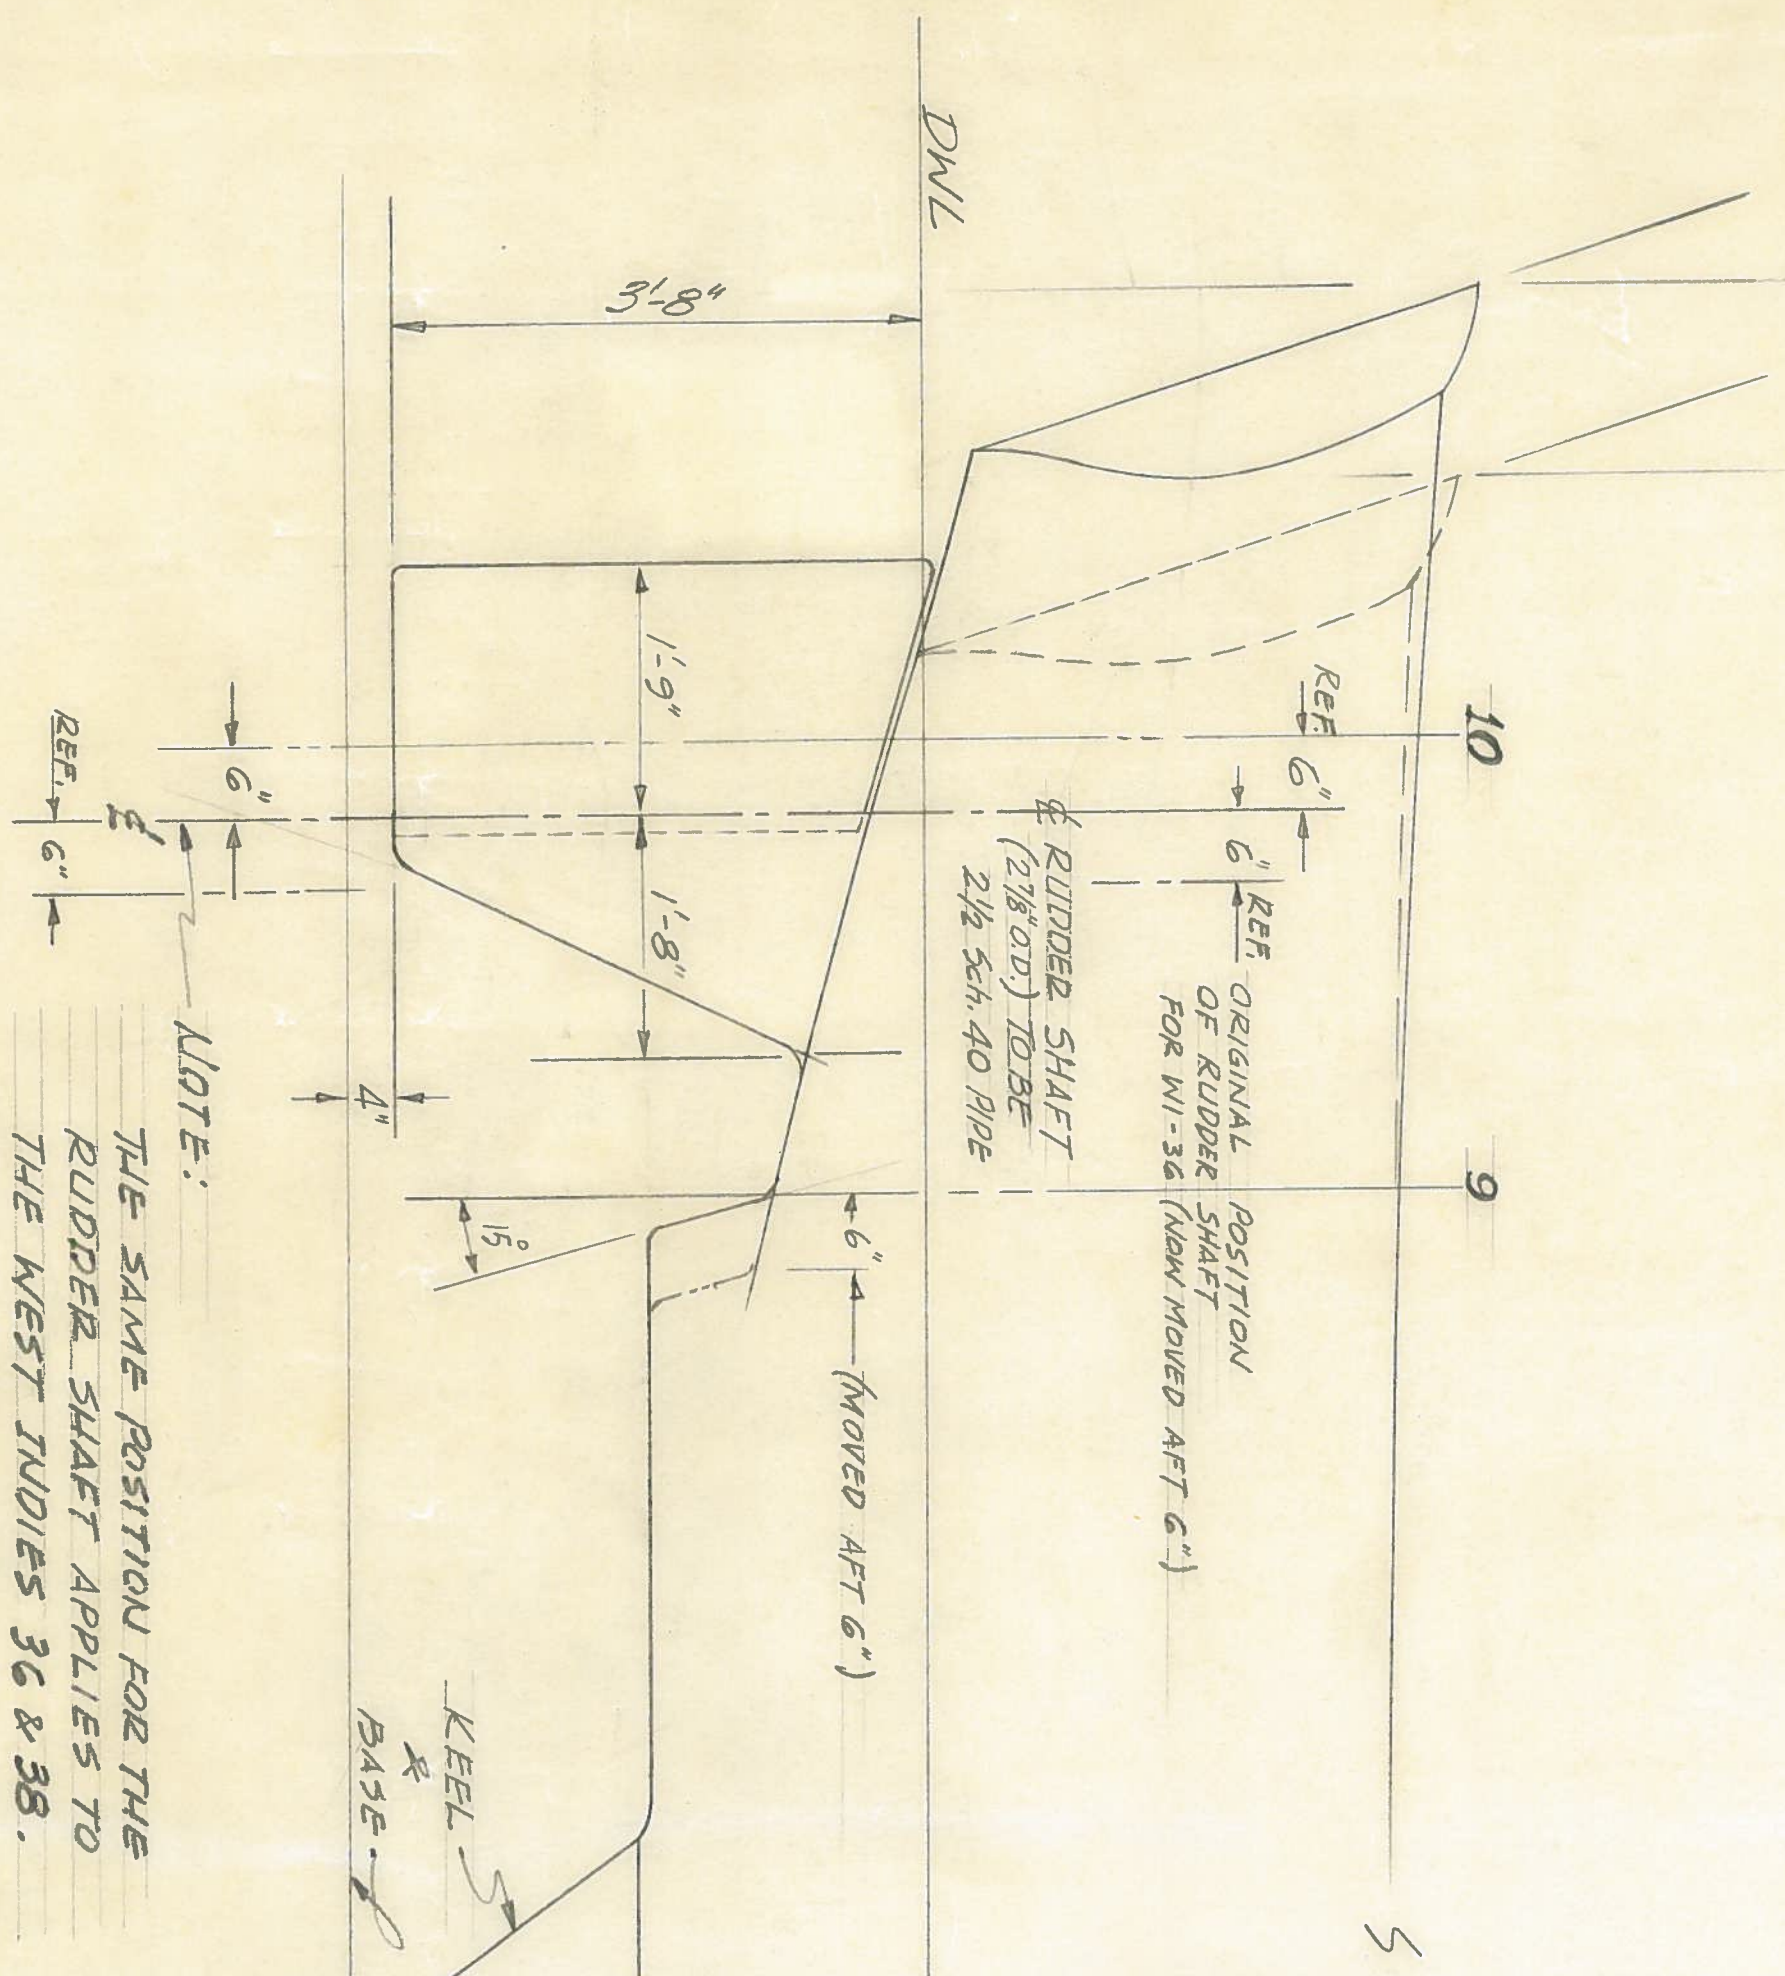 10
9
REF.
6"
6"
REF.
ORIGINAL POSITION
OF RUDDER SHAFT
FOR WI-36 (NOW MOVED AFT 6")
℄ RUDDER SHAFT
(2 7/8" O.D.) TO BE
2 1/2 Sch. 40 PIPE
DWL
6"
(MOVED AFT 6")
3'-8"
1'-9"
1'-8"
15°
KEEL
&
BASE
4"
6"
℄
REF.
6"
NOTE:
THE SAME POSITION FOR THE
RUDDER SHAFT APPLIES TO
THE WEST INDIES 36 & 38.